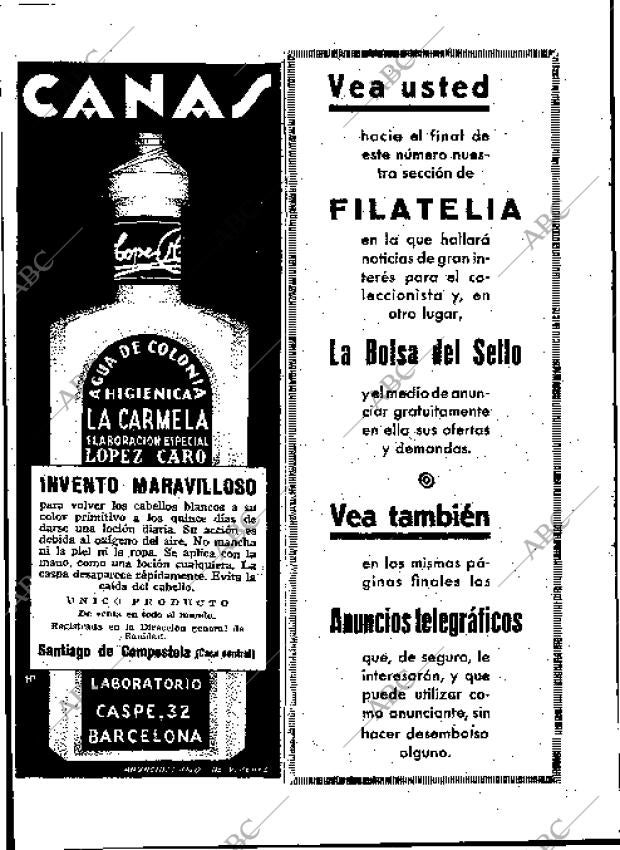 CANAS
Lopez Caro
AGUA DE COLONIA
HIGIENICA
LA CARMELA
ELABORACION ESPECIAL
LOPEZ CARO
INVENTO MARAVILLOSO
para volver los cabellos blancos a su
color primitivo a los quince días de
darse una loción diaria. Su acción es
debida al oxígeno del aire. No mancha
ni la piel ni la ropa. Se aplica con la
mano, como una loción cualquiera. La
caspa desaparece rápidamente. Evita la
caída del cabello.
UNICO PRODUCTO
De venta en todo el mundo.
Registrada en la Dirección general de
Sanidad.
Santiago de Compostela (Casa central)
LABORATORIO
CASPE, 32
BARCELONA
Vea usted
hacia el final de
este número nues-
tra sección de
FILATELIA
en la que hallará
noticias de gran in-
terés para el co-
leccionista y, en
otro lugar,
La Bolsa del Sello
y el medio de anun-
ciar gratuitamente
en ella sus ofertas
y demandas.
Vea también
en las mismas pá-
ginas finales los
Anuncios telegráficos
que, de seguro, le
interesarán, y que
puede utilizar co-
mo anunciante, sin
hacer desembolso
alguno.
ABC